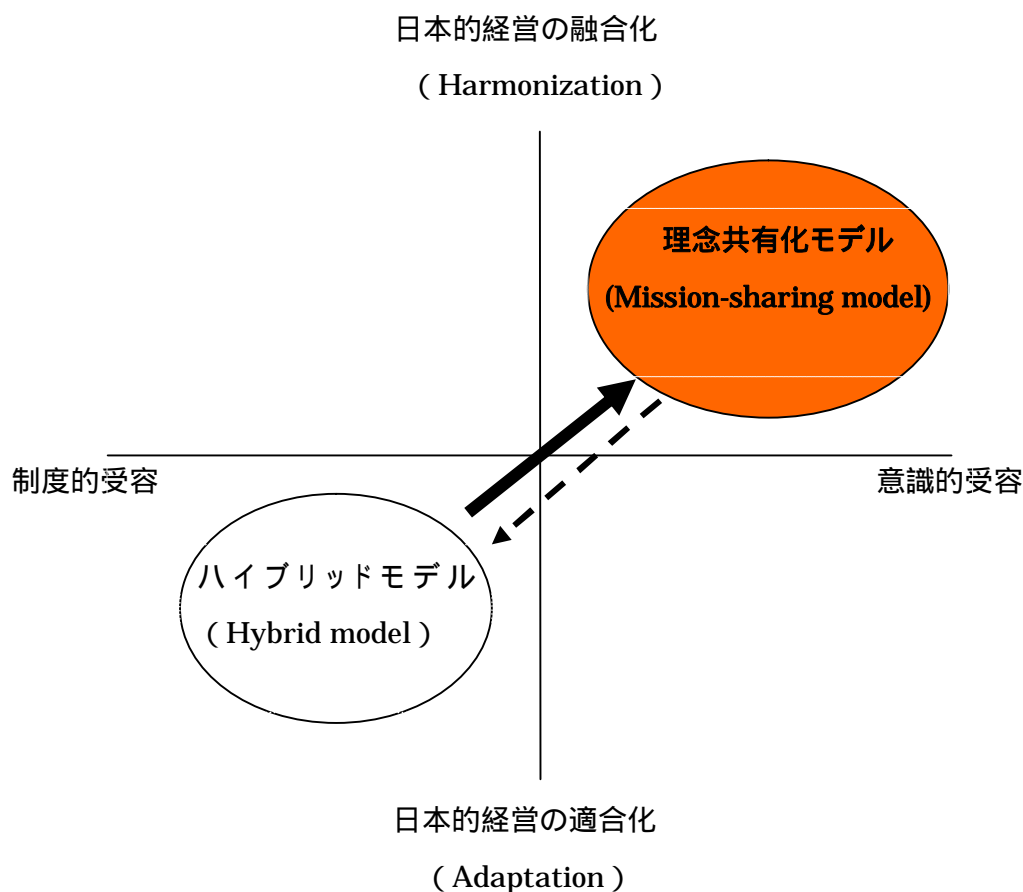 日本的経営の融合化
（Harmonization）
理念共有化モデル
(Mission-sharing model)
制度的受容
意識的受容
ハイブリッドモデル
（Hybrid model）
日本的経営の適合化
（Adaptation）